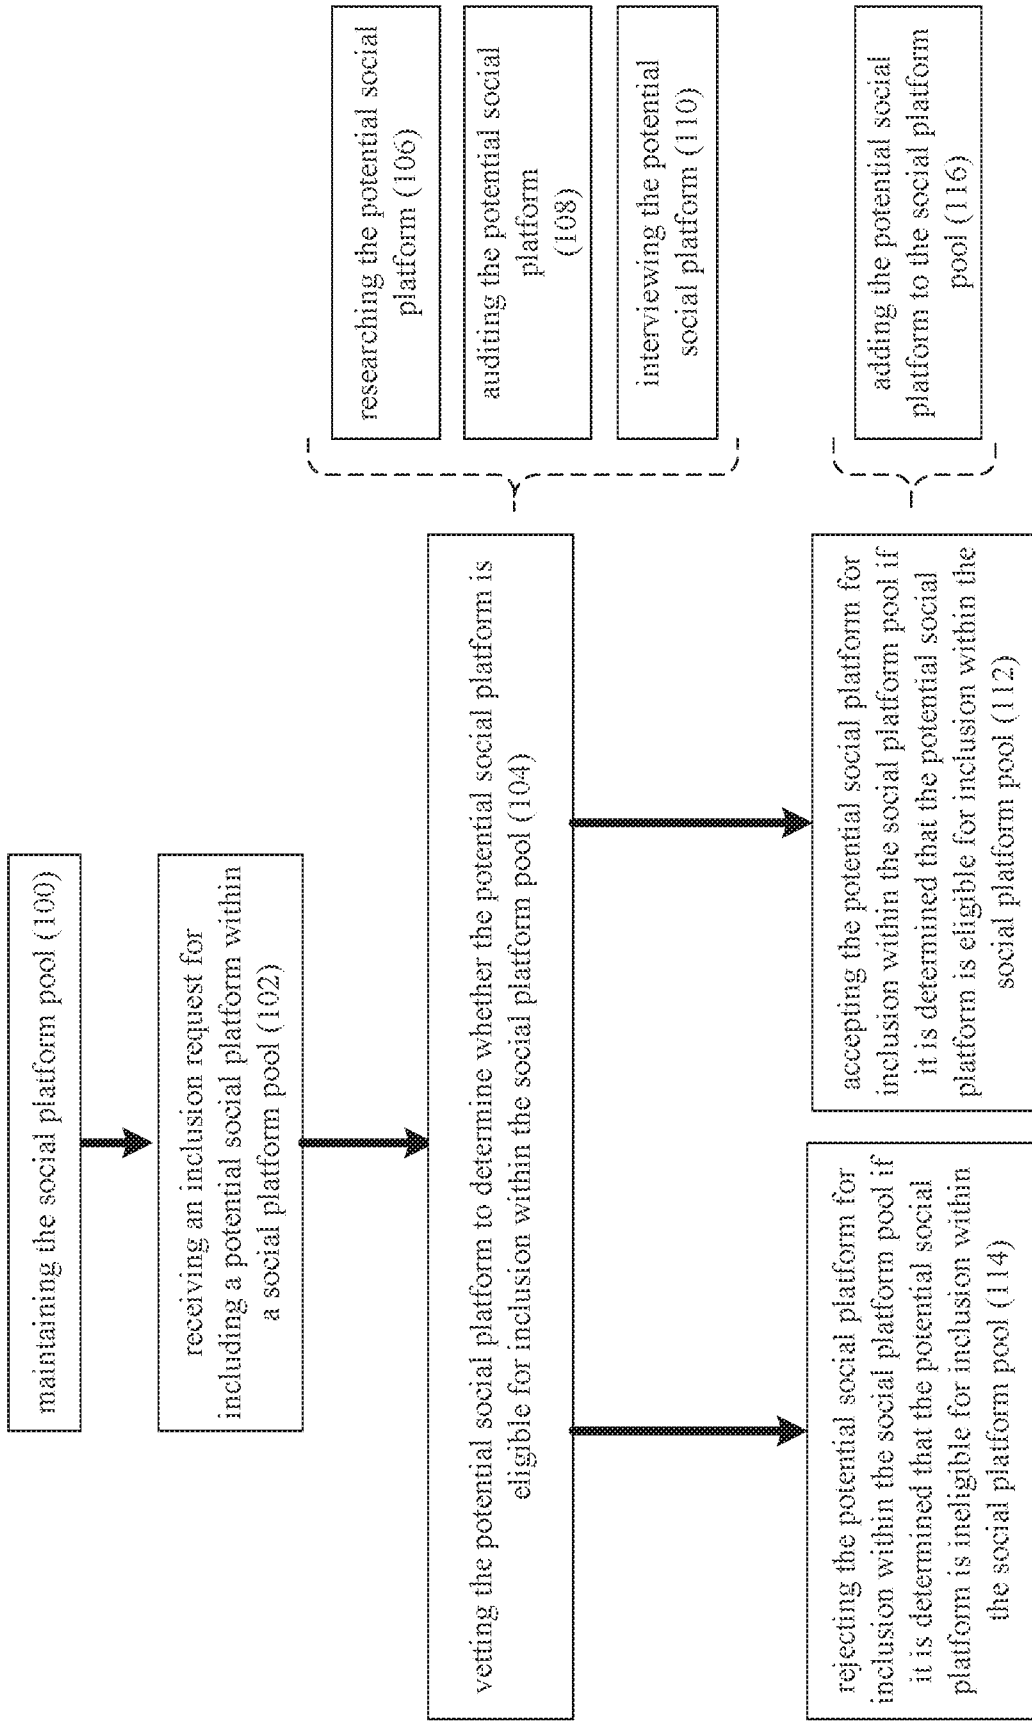 maintaining the social platform pool (100)
receiving an inclusion request for
including a potential social platform within
a social platform pool (102)
vetting the potential social platform to determine whether the potential social platform is
eligible for inclusion within the social platform pool (104)
researching the potential social
platform (106)
auditing the potential social
platform
(108)
interviewing the potential
social platform (110)
rejecting the potential social platform for
inclusion within the social platform pool if
it is determined that the potential social
platform is ineligible for inclusion within
the social platform pool (114)
accepting the potential social platform for
inclusion within the social platform pool if
it is determined that the potential social
platform is eligible for inclusion within the
social platform pool (112)
adding the potential social
platform to the social platform
pool (116)